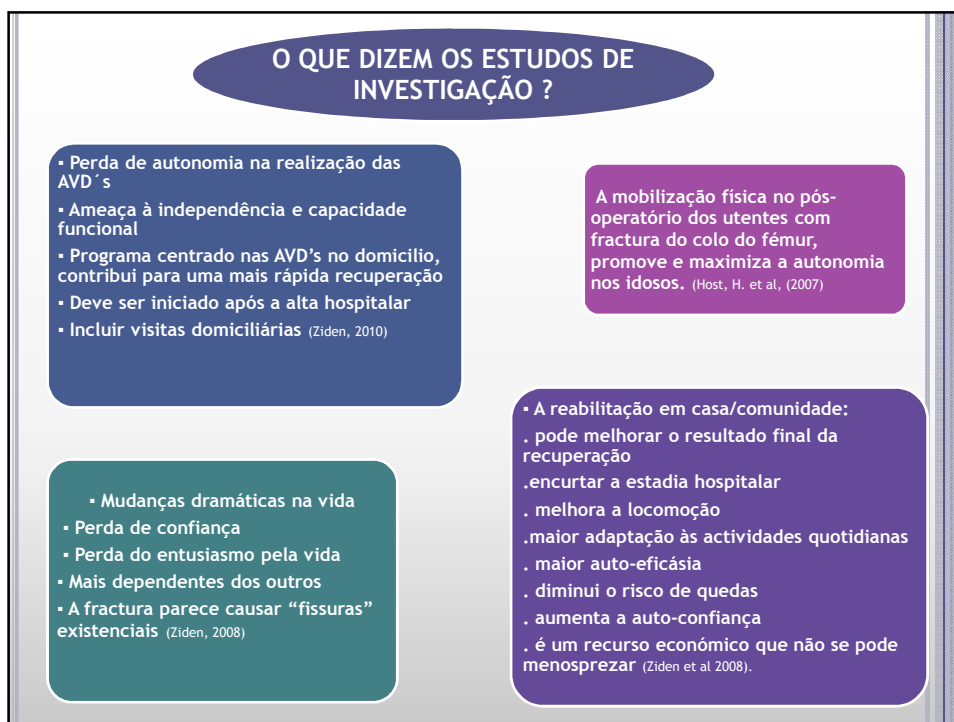 O QUE DIZEM OS ESTUDOS DE
INVESTIGAÇÃO ?
▪ Perda de autonomia na realização das
AVD´s
▪ Ameaça à independência e capacidade
funcional
▪ Programa centrado nas AVD’s no domicilio,
contribui para uma mais rápida recuperação
▪ Deve ser iniciado após a alta hospitalar
▪ Incluir visitas domiciliárias (Ziden, 2010)
A mobilização física no pós-
operatório dos utentes com
fractura do colo do fémur,
promove e maximiza a autonomia
nos idosos. (Host, H. et al, (2007)
▪ Mudanças dramáticas na vida
▪ Perda de confiança
▪ Perda do entusiasmo pela vida
▪ Mais dependentes dos outros
▪ A fractura parece causar “fissuras”
existenciais (Ziden, 2008)
▪ A reabilitação em casa/comunidade:
. pode melhorar o resultado final da
recuperação
.encurtar a estadia hospitalar
. melhora a locomoção
.maior adaptação às actividades quotidianas
. maior auto-eficásia
. diminui o risco de quedas
. aumenta a auto-confiança
. é um recurso económico que não se pode
menosprezar (Ziden et al 2008).